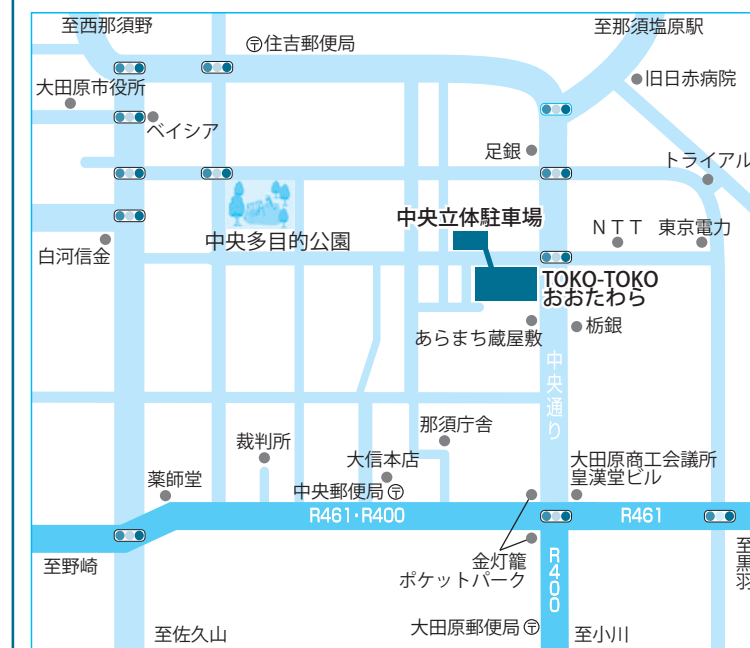 至西那須野
至那須塩原駅
〶住吉郵便局
旧日赤病院
大田原市役所
ベイシア
足銀
トライアル
中央立体駐車場
NTT
東京電力
中央多目的公園
白河信金
TOKO-TOKO
おおたわら
あらまち蔵屋敷
栃銀
中央通り
那須庁舎
裁判所
大信本店
大田原商工会議所
皇漢堂ビル
薬師堂
中央郵便局〶
R461・R400
R461
至野崎
金灯籠
ポケットパーク
R400
至黒羽
大田原郵便局〶
至佐久山
至小川